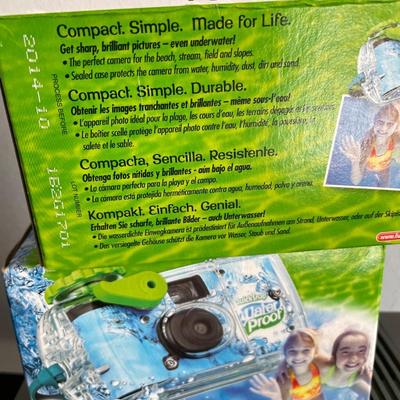 Compact. Simple. Made for Life.
Get sharp, brilliant pictures – even underwater!
• The perfect camera for the beach, stream, field and slopes.
• Sealed case protects the camera from water, humidity, dust, dirt and sand.
Compact. Simple. Durable.
Obtenir les images tranchantes et brillantes – même sous-l'eau!
• L'appareil photo idéal pour la plage, les cours d'eau, les terrains dégagés et
• Le boîtier scellé protège l'appareil photo contre l'eau, l'humidité, la poussière, la
saleté et le sable.
Compacta, Sencilla. Resistente.
Obtenga fotos nítidas y brillantes - aún bajo el agua.
• La cámara perfecta para la playa y el campo.
• La cámara está protejida herméticamente contra agua, humedad, polvo y arena.
Kompakt. Einfach. Genial.
Erhalten Sie scharfe, brillante Bilder – auch Unterwasser!
• Die wasserdichte Einwegkamera ist prädestiniert für Außenaufnahmen am Strand, Unterwasser, oder auf der Skipiste
• Das versiegelte Gehäuse schützt die Kamera vor Wasser, Staub und Sand.
2014-10
PROCESS BEFORE
182G1701
LOT NUMBER
Water
proof